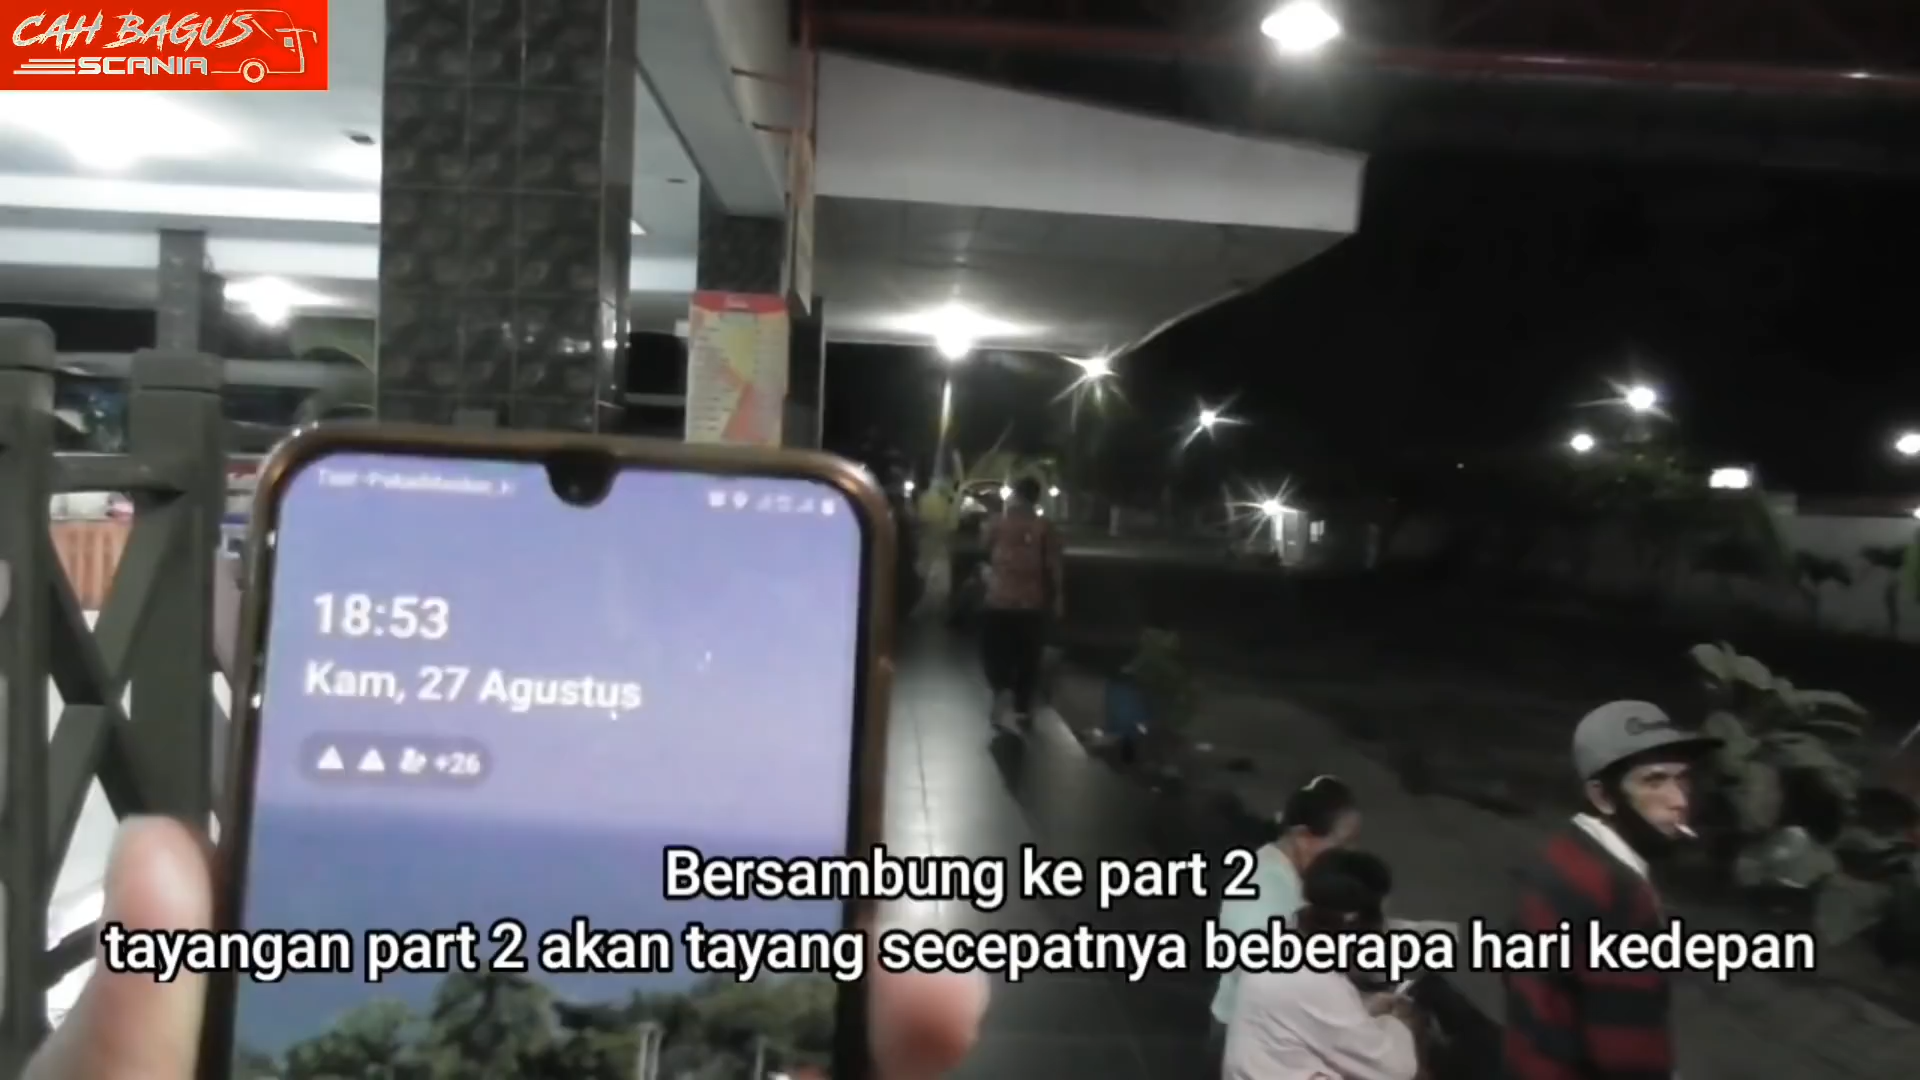 CAH BAGUS
SCANIA
18:53
Kam, 27 Agustus
+26
Bersambung ke part 2
tayangan part 2 akan tayang secepatnya beberapa hari kedepan